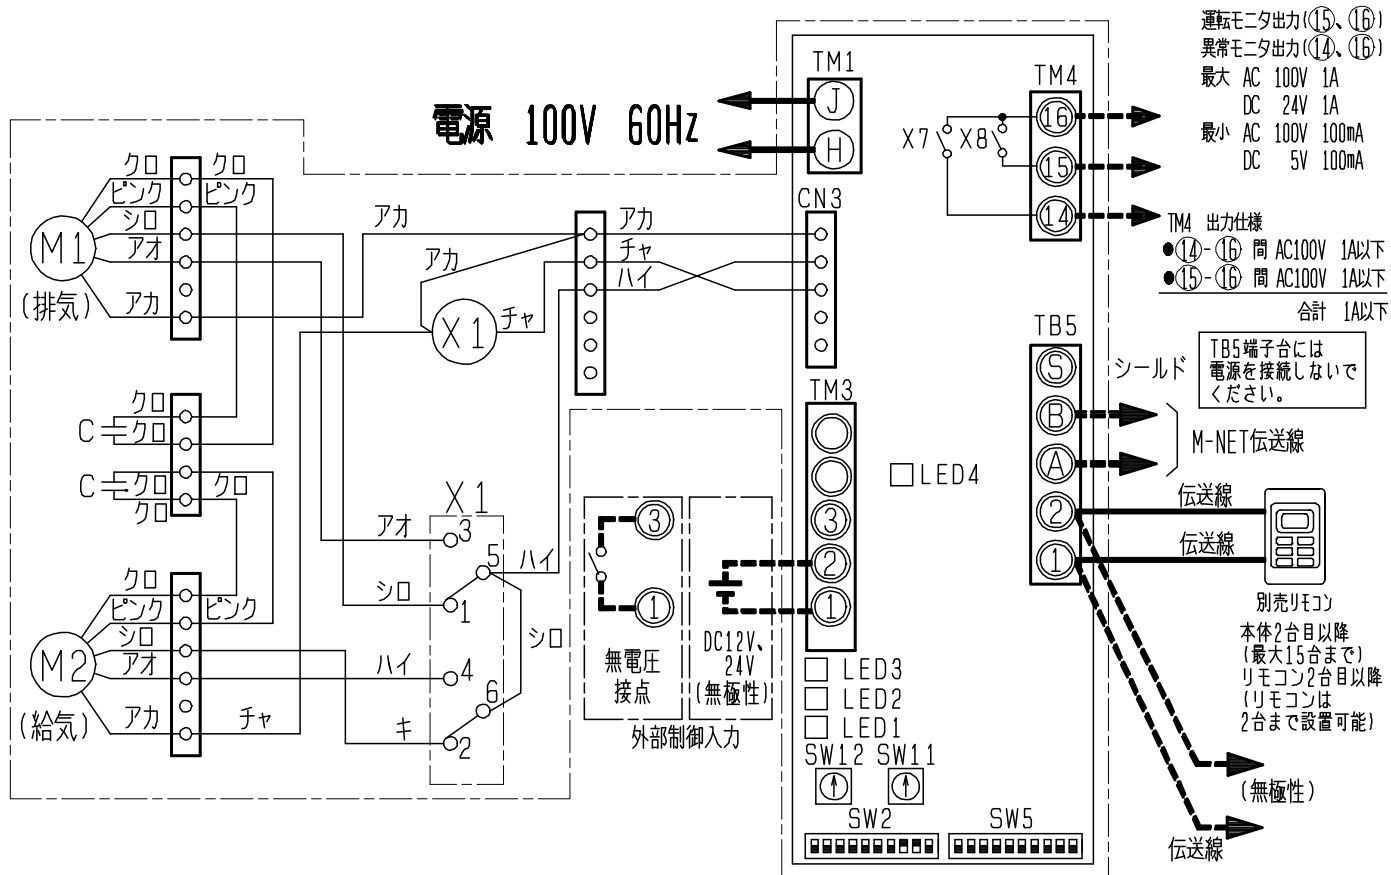 電源 100V 60Hz
TM1
J
H
TM4
16
15
14
X7
X8
運転モニタ出力(⑮、⑯)
異常モニタ出力(⑭、⑯)
最大 AC 100V 1A
DC 24V 1A
最小 AC 100V 100mA
DC 5V 100mA
TM4 出力仕様
●⑭-⑯ 間 AC100V 1A以下
●⑮-⑯ 間 AC100V 1A以下
合計 1A以下
クロ
クロ
ピンク
ピンク
シロ
アオ
アカ
M1
(排気)
アカ
アカ
X1
チャ
アカ
チャ
ハイ
CN3
TB5
S
B
A
2
1
シールド
TB5端子台には
電源を接続しないで
ください。
M-NET伝送線
伝送線
伝送線
別売リモコン
本体2台目以降
(最大15台まで)
リモコン2台目以降
(リモコンは
2台まで設置可能)
(無極性)
伝送線
クロ
C
クロ
C
クロ
クロ
クロ
TM3
3
2
1
LED4
X1
アオ
3
5
ハイ
シロ
1
シロ
ハイ
4
6
キ
2
3
1
無電圧
接点
DC12V、
24V
(無極性)
外部制御入力
クロ
ピンク
ピンク
シロ
アオ
アカ
チャ
M2
(給気)
LED3
LED2
LED1
SW12
SW11
SW2
SW5